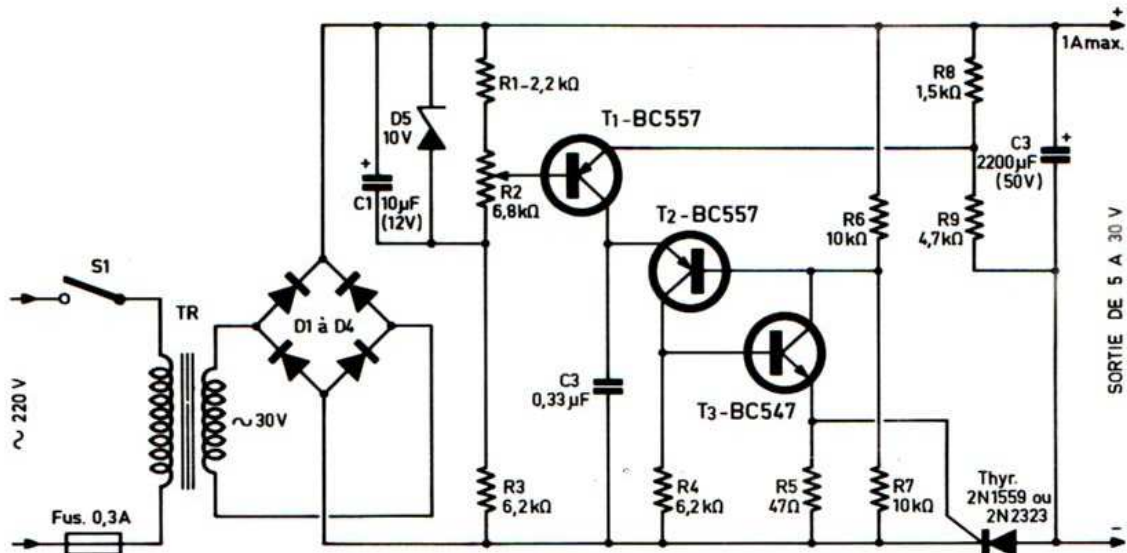 +
1A max.
R1-2,2kΩ
R8
1,5kΩ
D5
10V
T1-BC557
C3
2200µF
(50V)
+
+
C1
10µF
(12V)
R2
6,8kΩ
T2-BC557
R6
10kΩ
R9
4,7kΩ
S1
TR
D1 à D4
~ 220 V
~30V
C3
0,33µF
T3-BC547
SORTIE DE 5 A 30 V
R3
6,2kΩ
R4
6,2kΩ
R5
47Ω
R7
10kΩ
Thyr.
2N1559 ou
2N2323
Fus. 0,3A
-